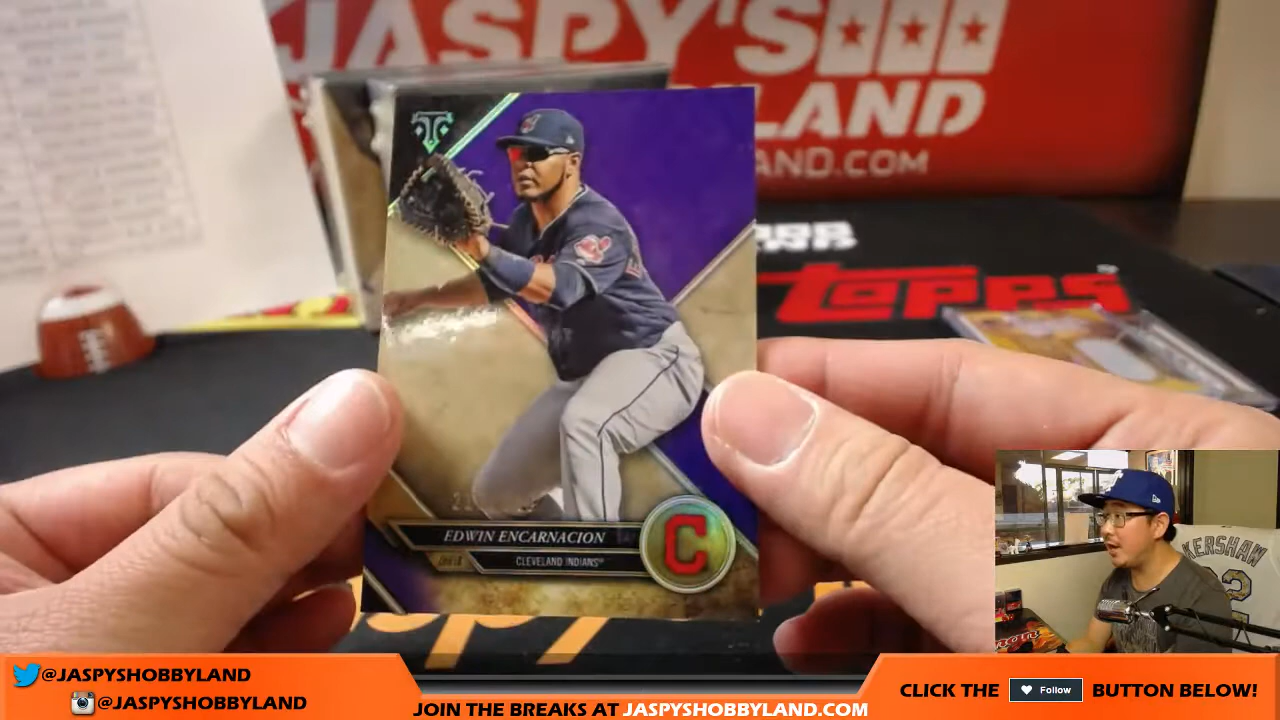 JASPY'S
LAND
AND.COM
TOPPS
EDWIN ENCARNACION
CLEVELAND INDIANS®
C
KERSHAW
@JASPYSHOBBYLAND
@JASPYSHOBBYLAND
JOIN THE BREAKS AT JASPYSHOBBYLAND.COM
CLICK THE Follow BUTTON BELOW!